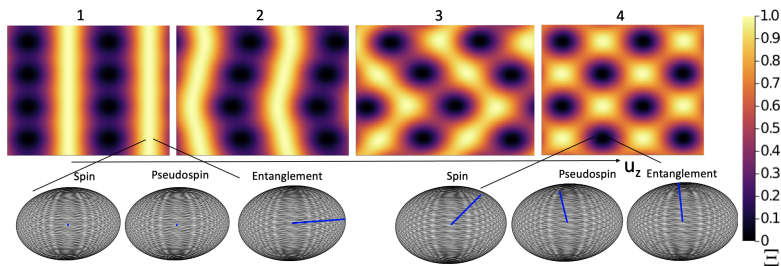 1 2 3 4
1.0
0.9
0.8
0.7
0.6
0.5
0.4
0.3
0.2
0.1
0
|Ξ|
u_z
Spin Pseudospin Entanglement
Spin Pseudospin Entanglement